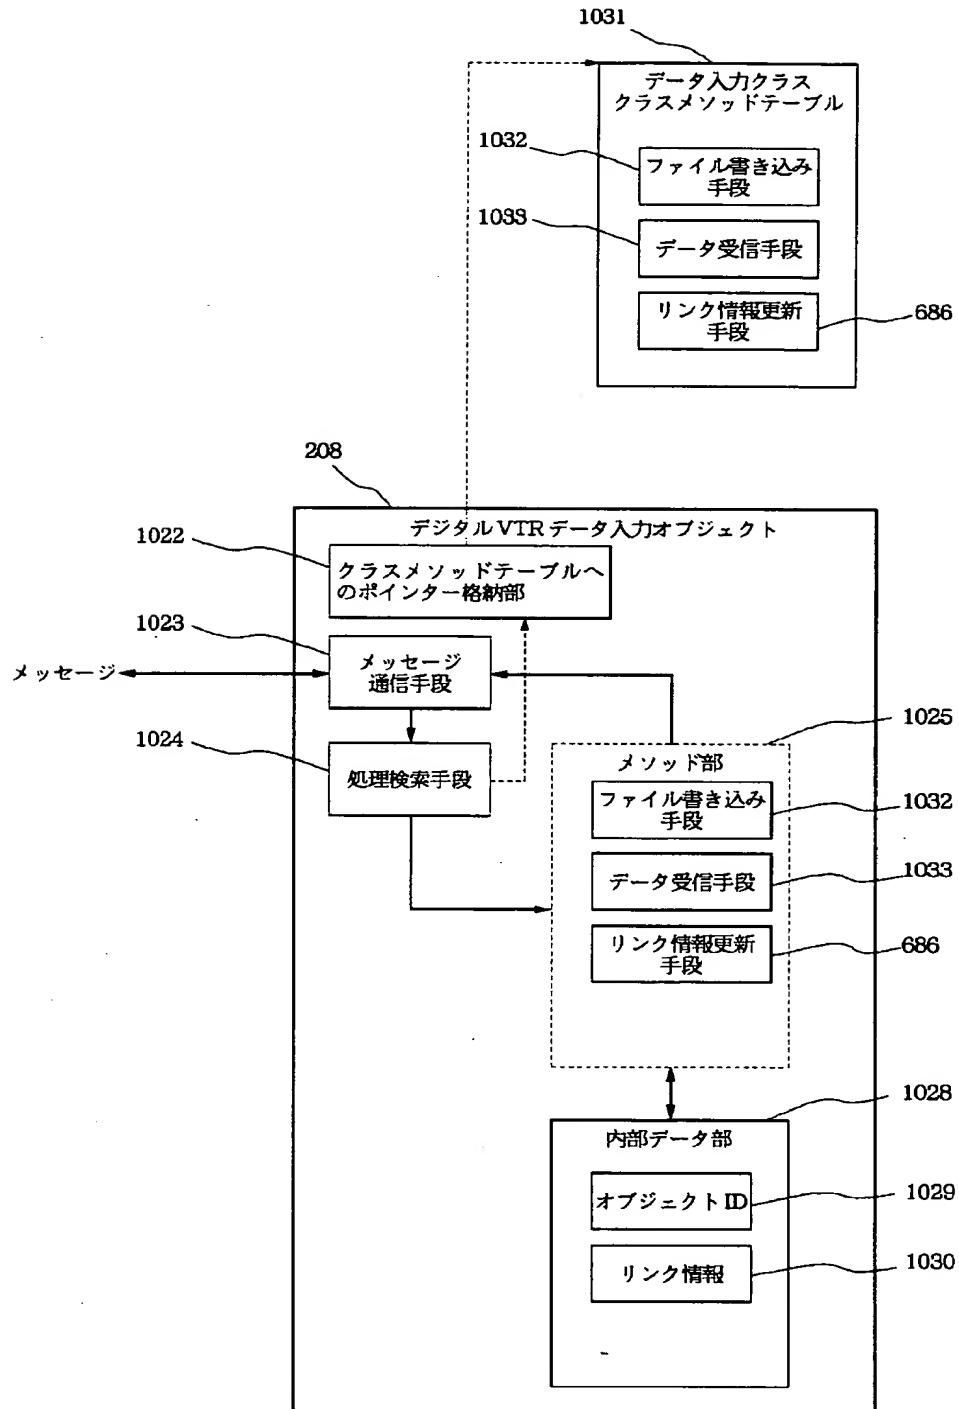 1031
データ入力クラス
クラスメソッドテーブル
1032
ファイル書き込み
手段
1033
データ受信手段
リンク情報更新
手段
686
208
デジタルVTRデータ入力オブジェクト
1022
クラスメソッドテーブルへ
のポインター格納部
1023
メッセージ
メッセージ
通信手段
1024
処理検索手段
1025
メソッド部
ファイル書き込み
手段
1032
データ受信手段
1033
リンク情報更新
手段
686
1028
内部データ部
オブジェクトID
1029
リンク情報
1030